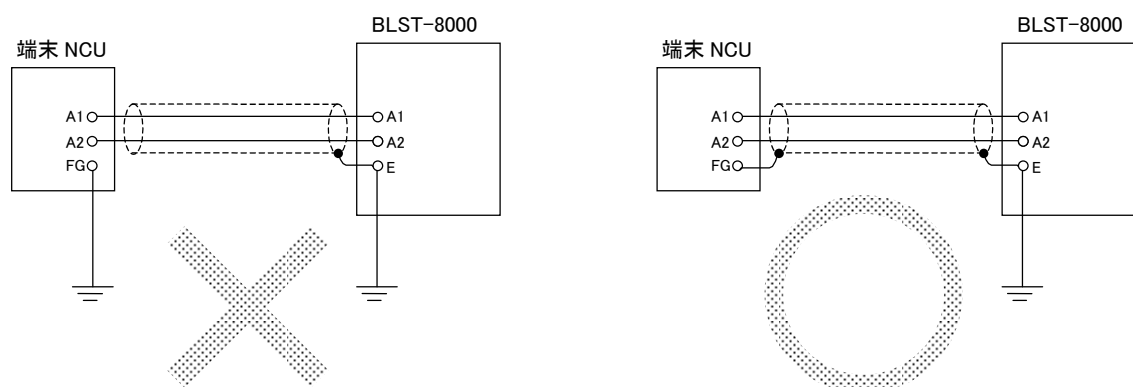 BLST-8000
端末 NCU
A1 A1
A2 A2
FG E
BLST-8000
端末 NCU
A1 A1
A2 A2
FG E